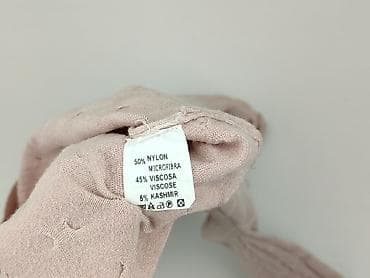 50% NYLON
MICROFIBRA
45% VISCOSA
VISCOSE
5% KASHMIR